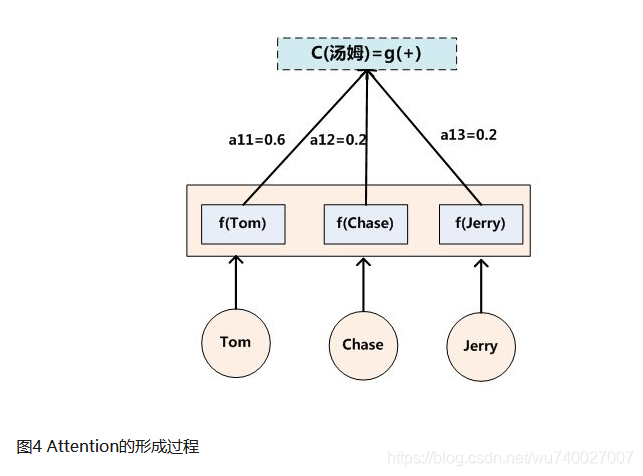 C(汤姆)=g(+)
a11=0.6 a12=0.2 a13=0.2
f(Tom) f(Chase) f(Jerry)
Tom Chase Jerry
图4 Attention的形成过程
https://blog.csdn.net/wu740027007